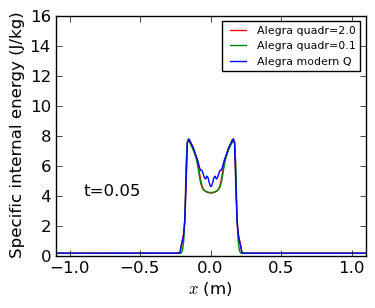 Specific internal energy (J/kg)
16
14
12
10
8
6
4
2
0
Alegra quadr=2.0
Alegra quadr=0.1
Alegra modern Q
t=0.05
−1.0 −0.5 0.0 0.5 1.0
x (m)